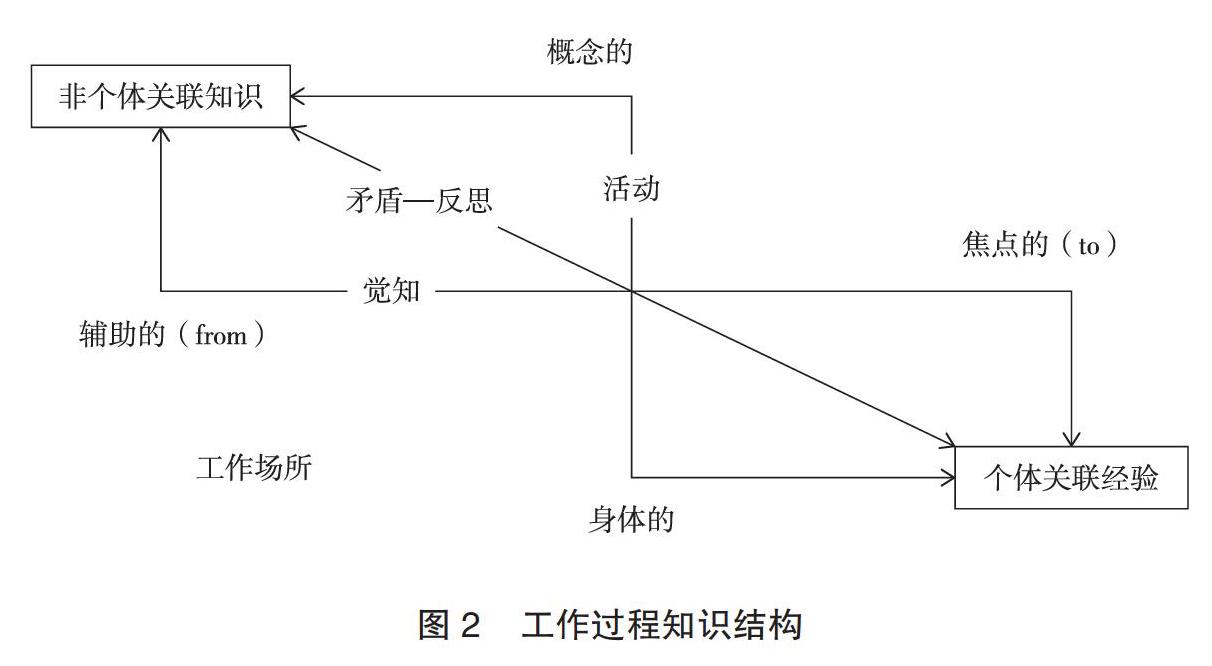 概念的
非个体关联知识
活动
矛盾—反思
焦点的（to）
觉知
辅助的（from）
工作场所
个体关联经验
身体的
图 2　工作过程知识结构